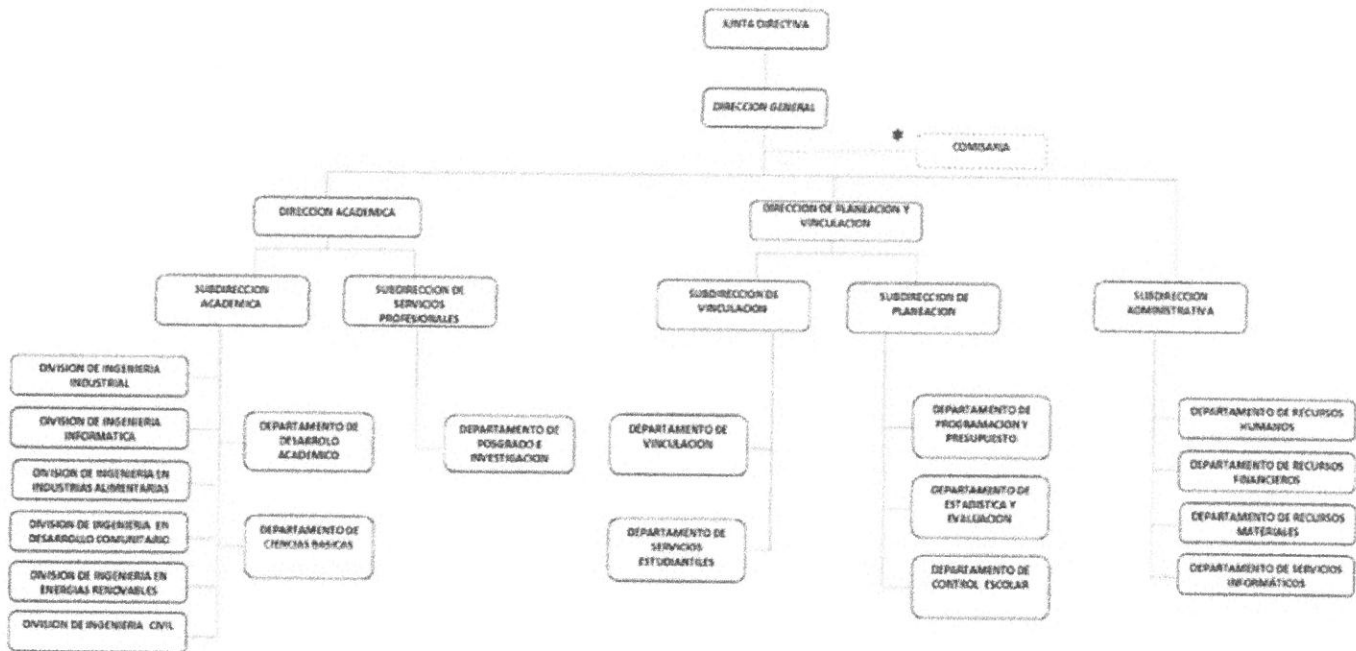 JUNTA DIRECTIVA
DIRECCION GENERAL
*
COMISARIA
DIRECCION ACADEMICA
DIRECCION DE PLANEACION Y
VINCULACION
SUBDIRECCION
ACADEMICA
SUBDIRECCION DE
SERVICIOS
PROFESIONALES
SUBDIRECCION DE
VINCULACION
SUBDIRECCION DE
PLANEACION
SUBDIRECCIÓN
ADMINISTRATIVA
DIVISION DE INGENIERIA
INDUSTRIAL
DIVISION DE INGENIERIA
INFORMATICA
DIVISION DE INGENIERIA EN
INDUSTRIAS ALIMENTARIAS
DIVISION DE INGENIERIA EN
DESARROLLO COMUNITARIO
DIVISION DE INGENIERIA EN
ENERGIAS RENOVABLES
DIVISION DE INGENIERIA CIVIL
DEPARTAMENTO DE
DESARROLLO
ACADEMICO
DEPARTAMENTO DE
CIENCIAS BASICAS
DEPARTAMENTO DE
POSGRADO E
INVESTIGACION
DEPARTAMENTO DE
VINCULACION
DEPARTAMENTO DE
SERVICIOS
ESTUDIANTILES
DEPARTAMENTO DE
PROGRAMACION Y
PRESUPUESTO
DEPARTAMENTO DE
ESTADISTICA Y
EVALUACION
DEPARTAMENTO DE
CONTROL ESCOLAR
DEPARTAMENTO DE RECURSOS
HUMANOS
DEPARTAMENTO DE RECURSOS
FINANCIEROS
DEPARTAMENTO DE RECURSOS
MATERIALES
DEPARTAMENTO DE SERVICIOS
INFORMÁTICOS